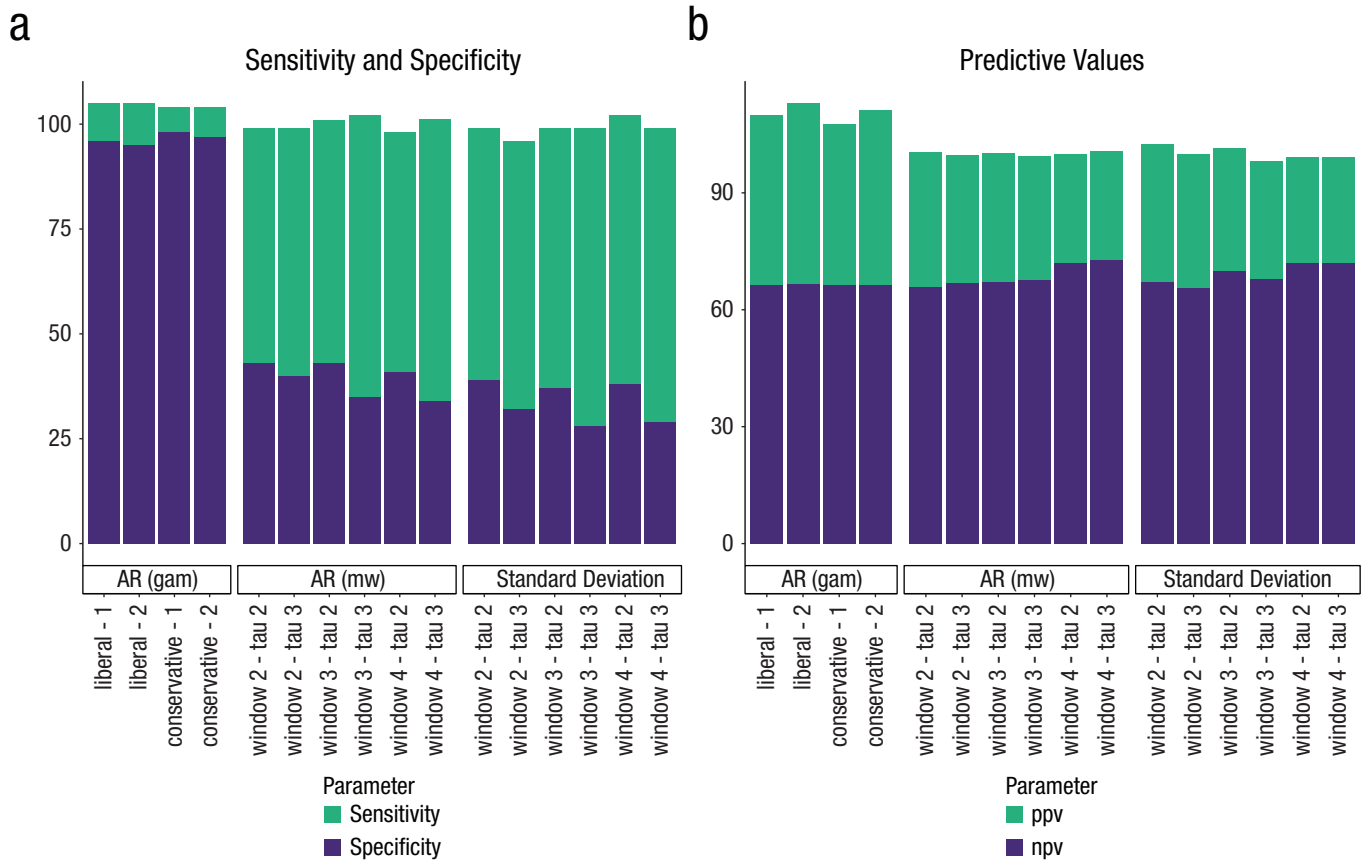 a
Sensitivity and Specificity
100
75
50
25
0
AR (gam)
AR (mw)
Standard Deviation
liberal - 1
liberal - 2
conservative - 1
conservative - 2
window 2 - tau 2
window 2 - tau 3
window 3 - tau 2
window 3 - tau 3
window 4 - tau 2
window 4 - tau 3
window 2 - tau 2
window 2 - tau 3
window 3 - tau 2
window 3 - tau 3
window 4 - tau 2
window 4 - tau 3
Parameter
Sensitivity
Specificity
b
Predictive Values
90
60
30
0
AR (gam)
AR (mw)
Standard Deviation
liberal - 1
liberal - 2
conservative - 1
conservative - 2
window 2 - tau 2
window 2 - tau 3
window 3 - tau 2
window 3 - tau 3
window 4 - tau 2
window 4 - tau 3
window 2 - tau 2
window 2 - tau 3
window 3 - tau 2
window 3 - tau 3
window 4 - tau 2
window 4 - tau 3
Parameter
ppv
npv